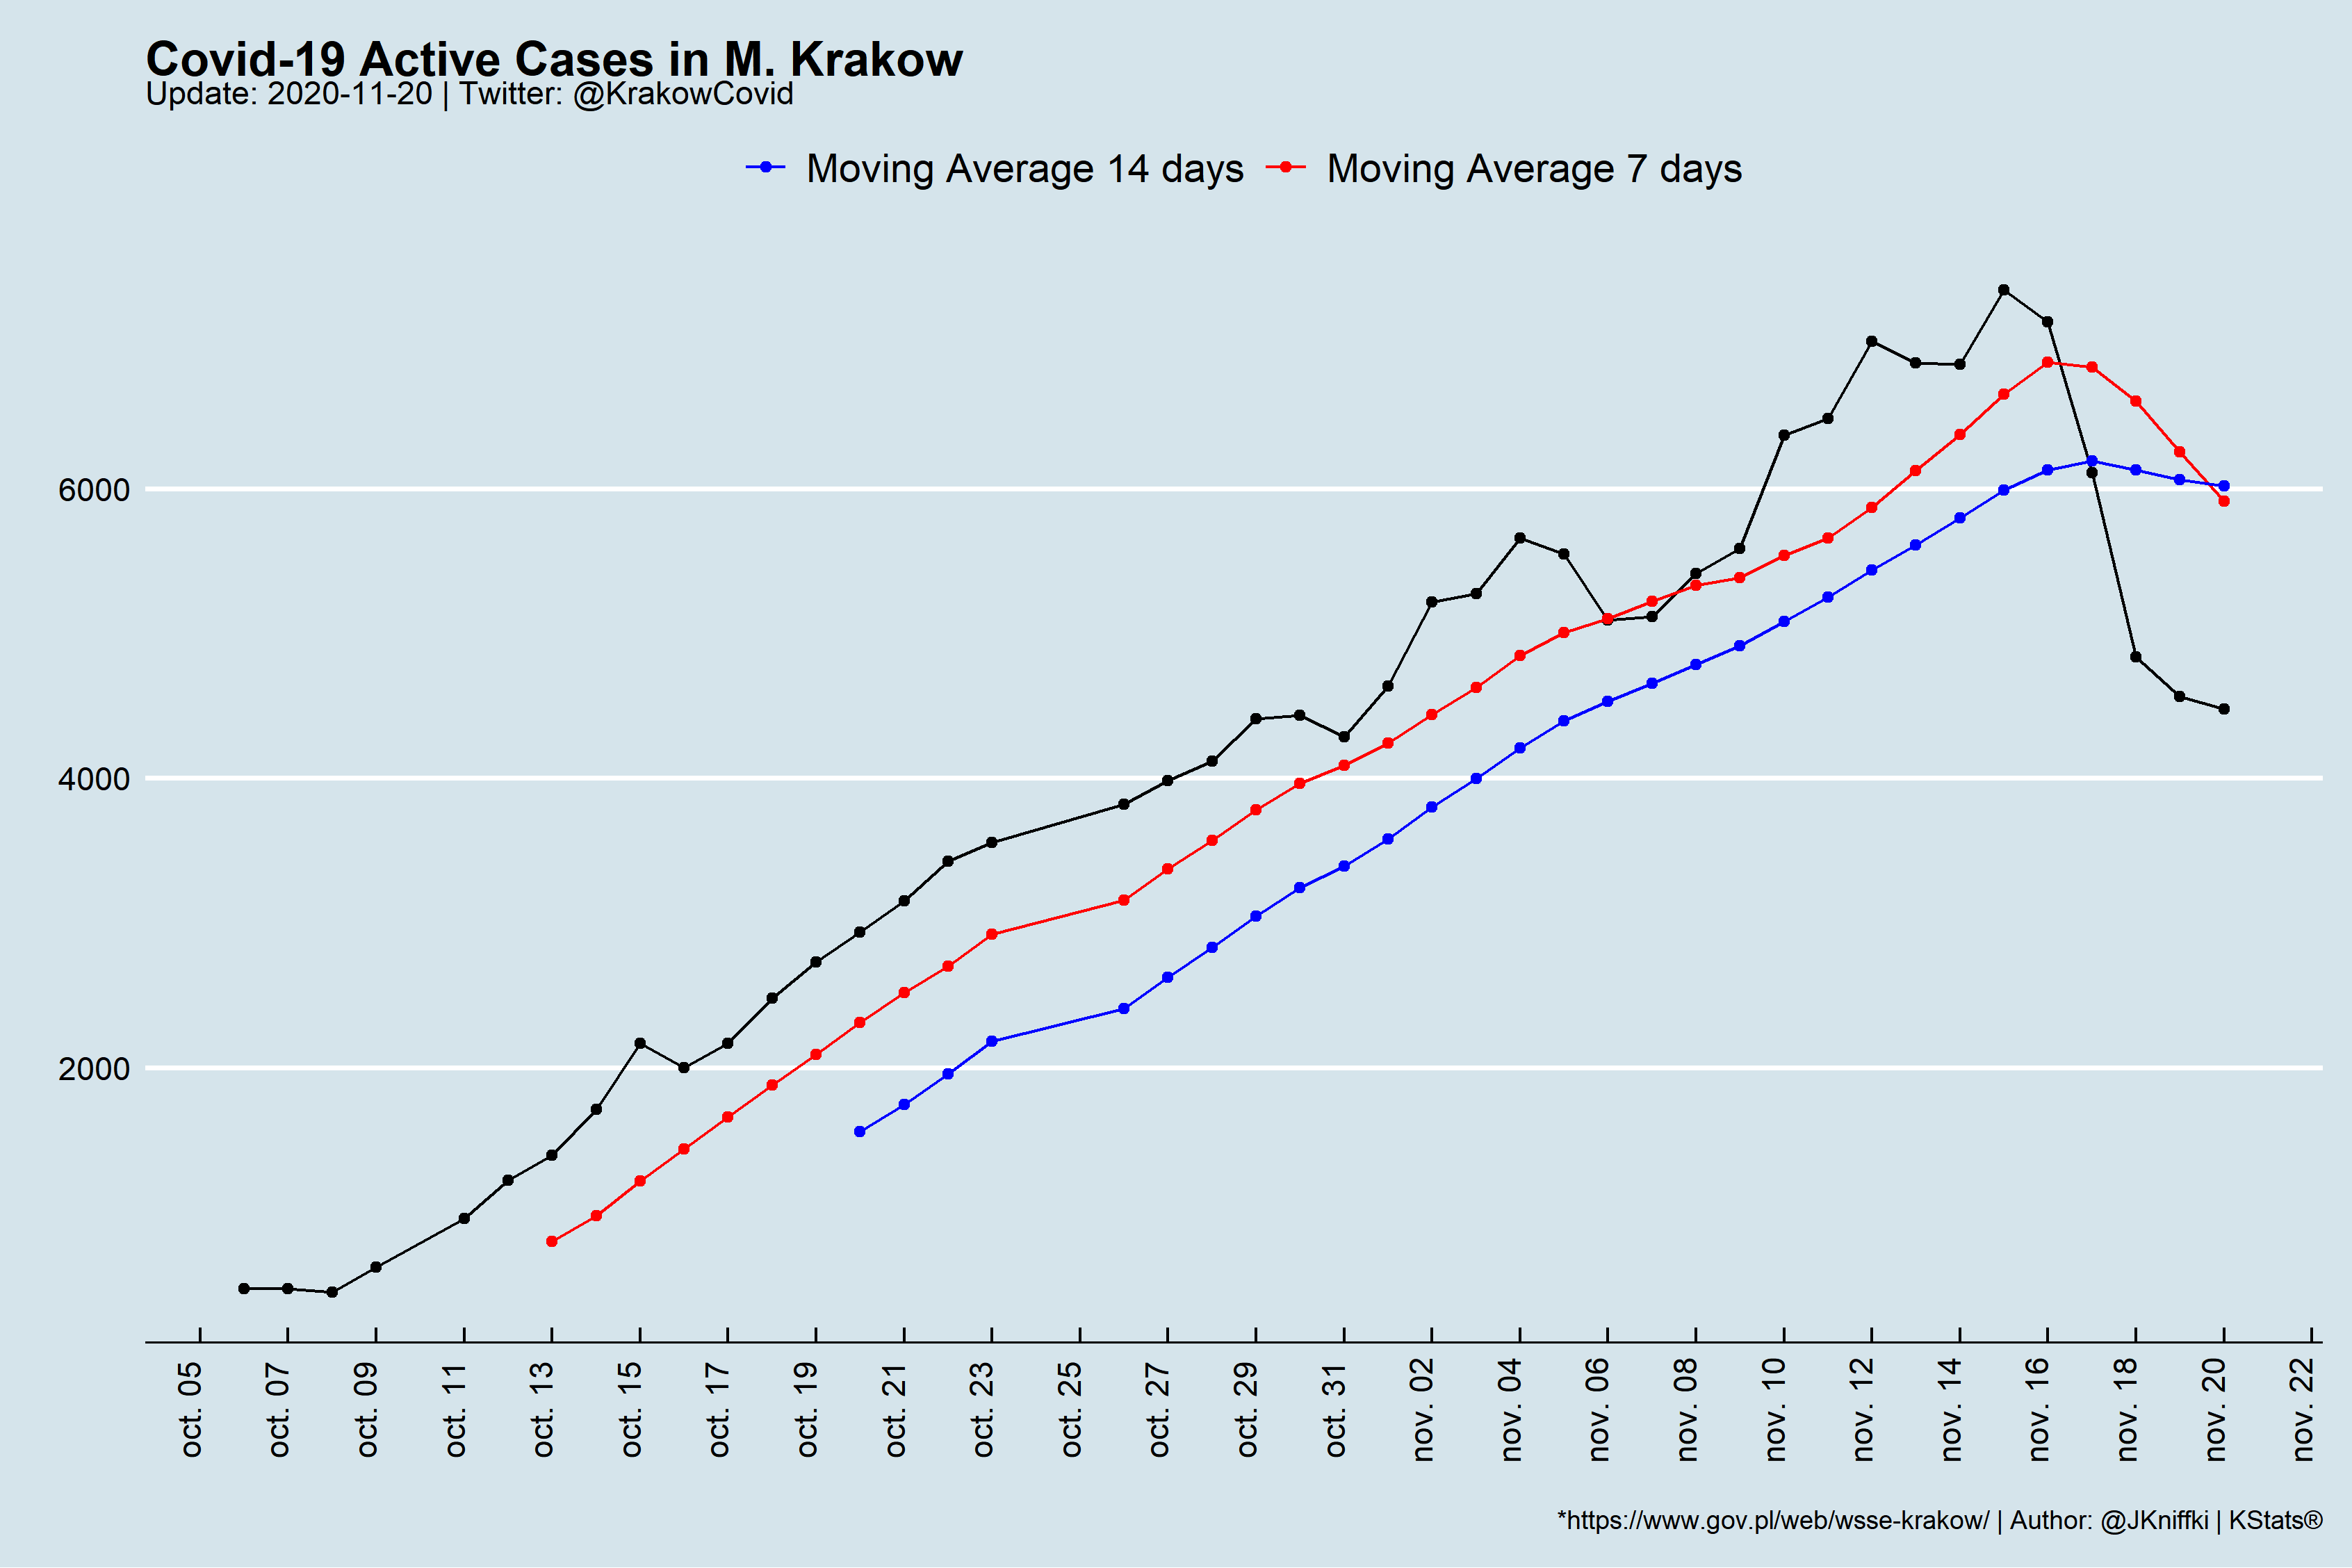 Covid-19 Active Cases in M. Krakow
Update: 2020-11-20 | Twitter: @KrakowCovid
Moving Average 14 days Moving Average 7 days
6000
4000
2000
oct. 05 oct. 07 oct. 09 oct. 11 oct. 13 oct. 15 oct. 17 oct. 19 oct. 21 oct. 23 oct. 25 oct. 27 oct. 29 oct. 31 nov. 02 nov. 04 nov. 06 nov. 08 nov. 10 nov. 12 nov. 14 nov. 16 nov. 18 nov. 20 nov. 22
*https://www.gov.pl/web/wsse-krakow/ | Author: @JKniffki | KStats®